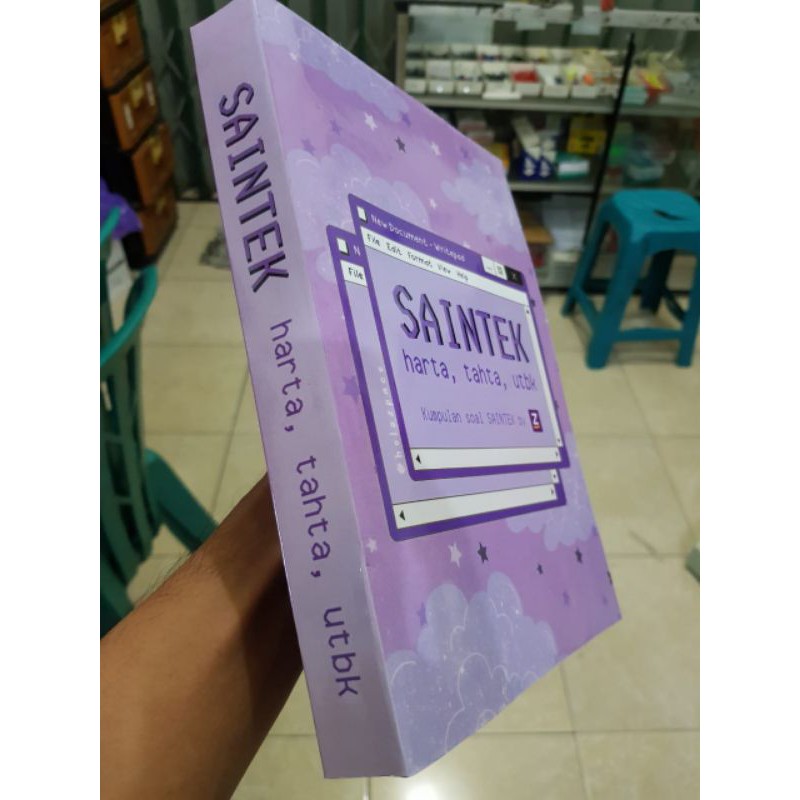 SAINTEK harta, tahta, utbk
New Document - Writepad
File Edit Format View Help
N
File
SAINTEK
harta, tahta, utbk
Kumpulan soal SAINTEK by Z